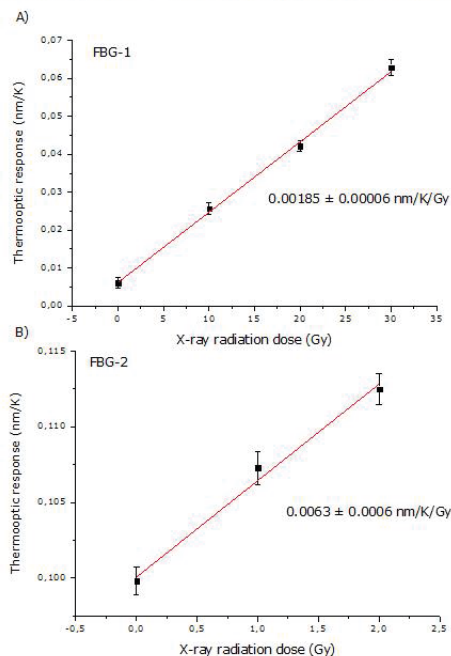 A)
FBG-1
0,07
0,06
0,05
0,04
0,03
0,02
0,01
0,00
Thermooptic response (nm/K)
0.00185 ± 0.00006 nm/K/Gy
-5 0 5 10 15 20 25 30 35
X-ray radiation dose (Gy)
B)
FBG-2
0,115
0,110
0,105
0,100
Thermooptic response (nm/K)
0.0063 ± 0.0006 nm/K/Gy
-0,5 0,0 0,5 1,0 1,5 2,0 2,5
X-ray radiation dose (Gy)